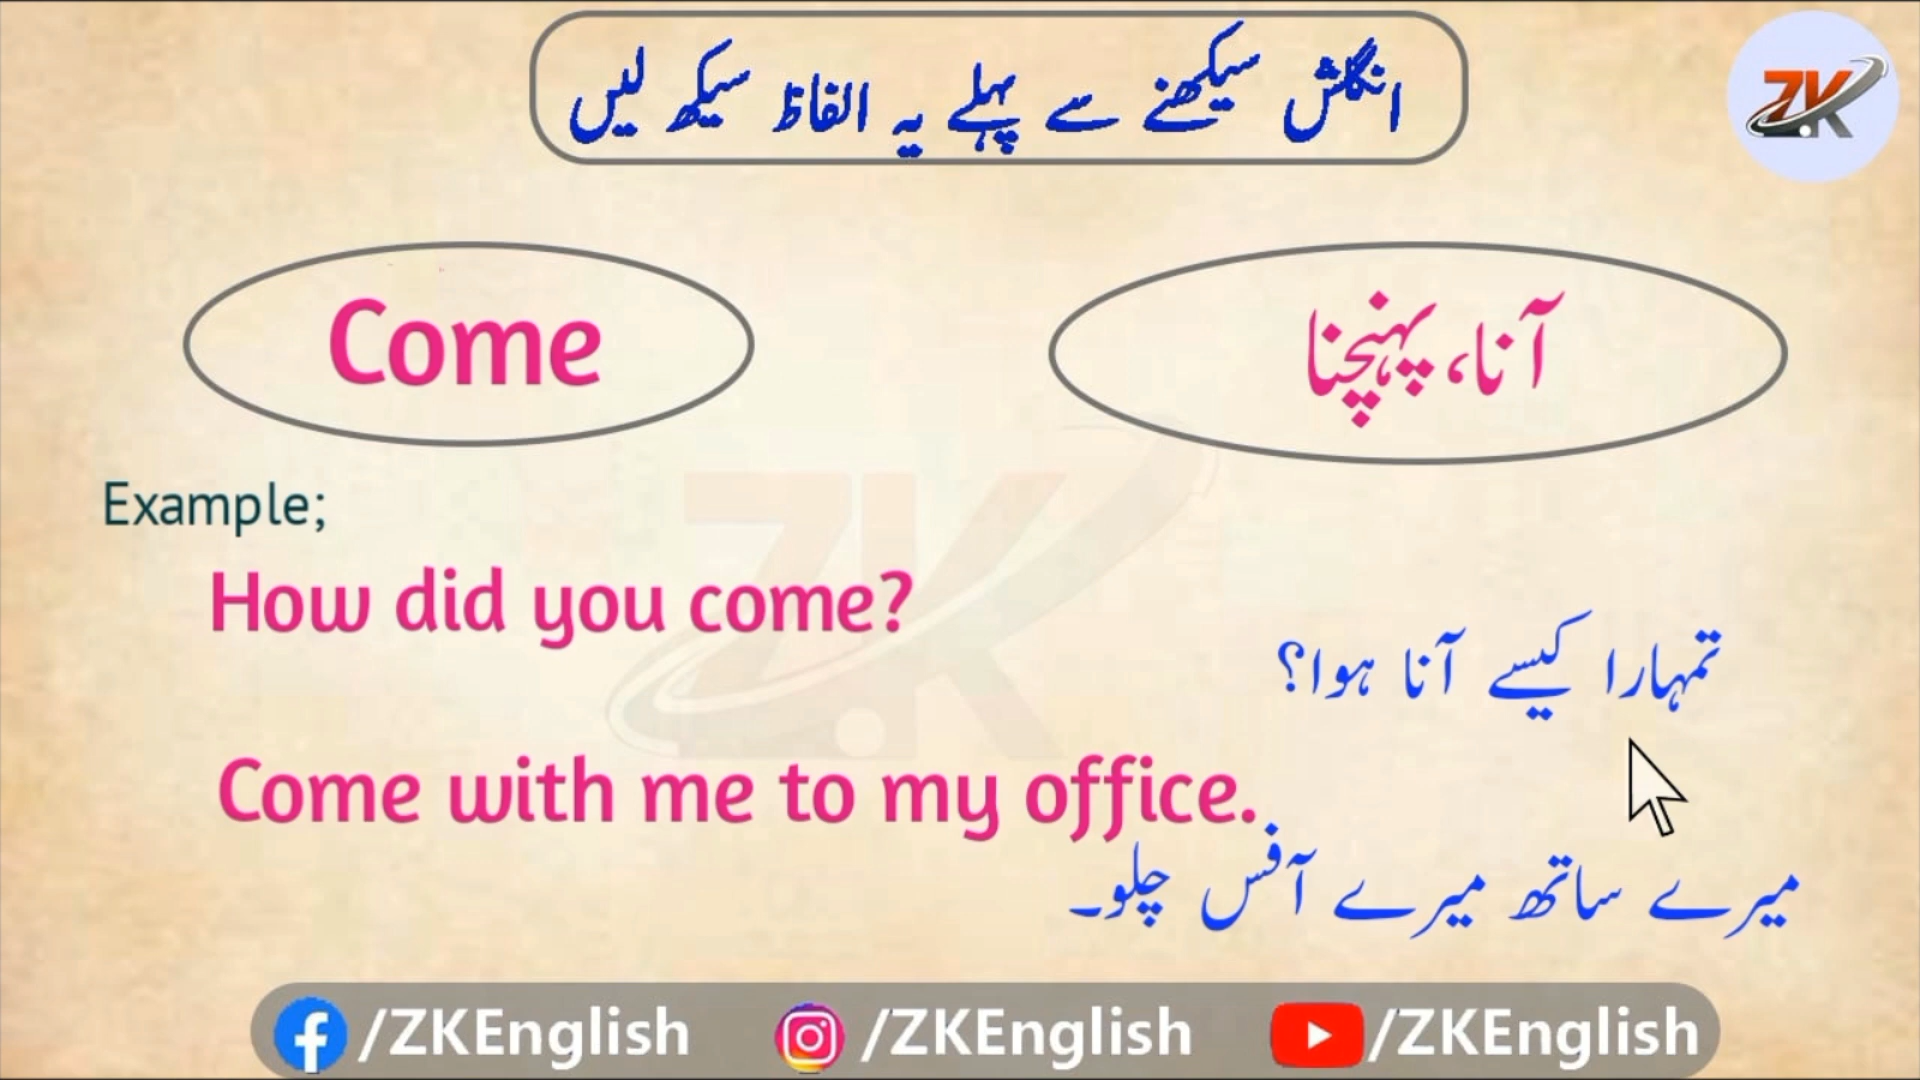 انگلش سیکھنے سے پہلے یہ الفاظ سیکھ لیں
ZK
Come
آنا، پہنچنا
Example;
How did you come?
تمہارا کیسے آنا ہوا؟
Come with me to my office.
میرے ساتھ میرے آفس چلو۔
/ZKEnglish /ZKEnglish /ZKEnglish